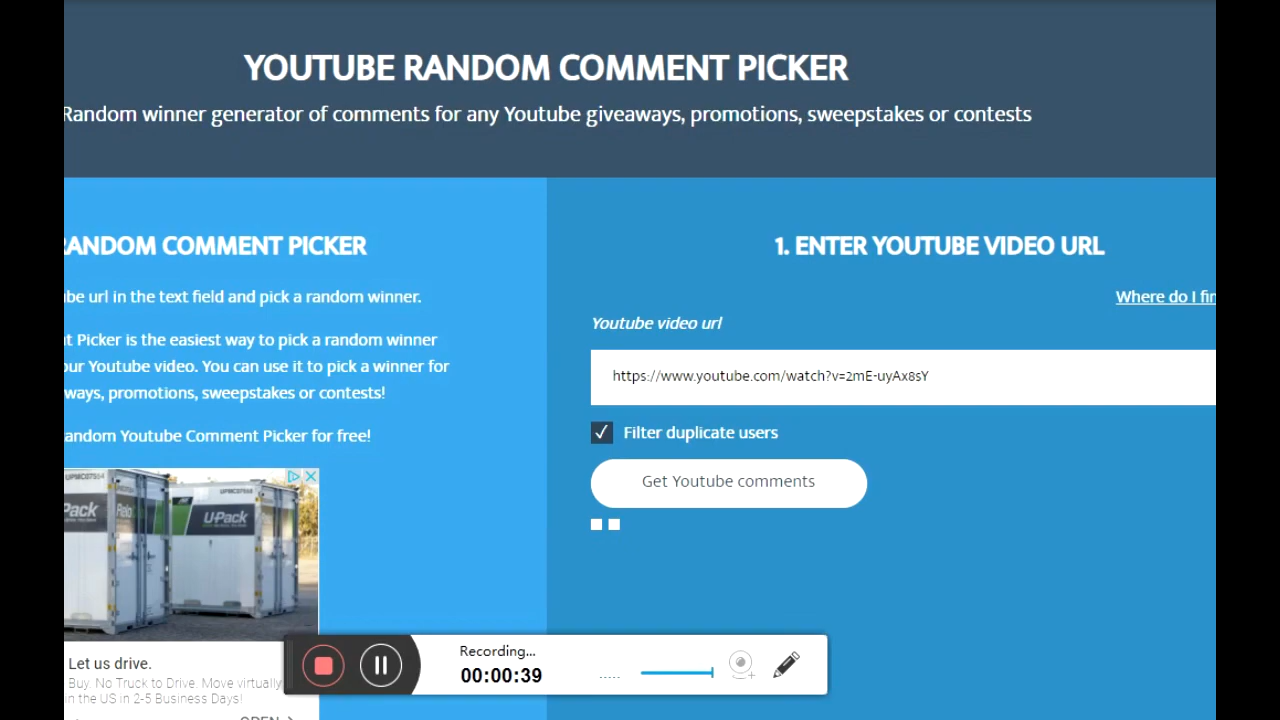 YOUTUBE RANDOM COMMENT PICKER
Random winner generator of comments for any Youtube giveaways, promotions, sweepstakes or contests
RANDOM COMMENT PICKER
be url in the text field and pick a random winner.
t Picker is the easiest way to pick a random winner
our Youtube video. You can use it to pick a winner for
ways, promotions, sweepstakes or contests!
andom Youtube Comment Picker for free!
1. ENTER YOUTUBE VIDEO URL
Where do I fin
Youtube video url
https://www.youtube.com/watch?v=2mE-uyAx8sY
✓ Filter duplicate users
Get Youtube comments
Pack
U-Pack
Let us drive.
Buy. No Truck to Drive. Move virtually
in the US in 2-5 Business Days!
OPEN >
Recording...
00:00:39